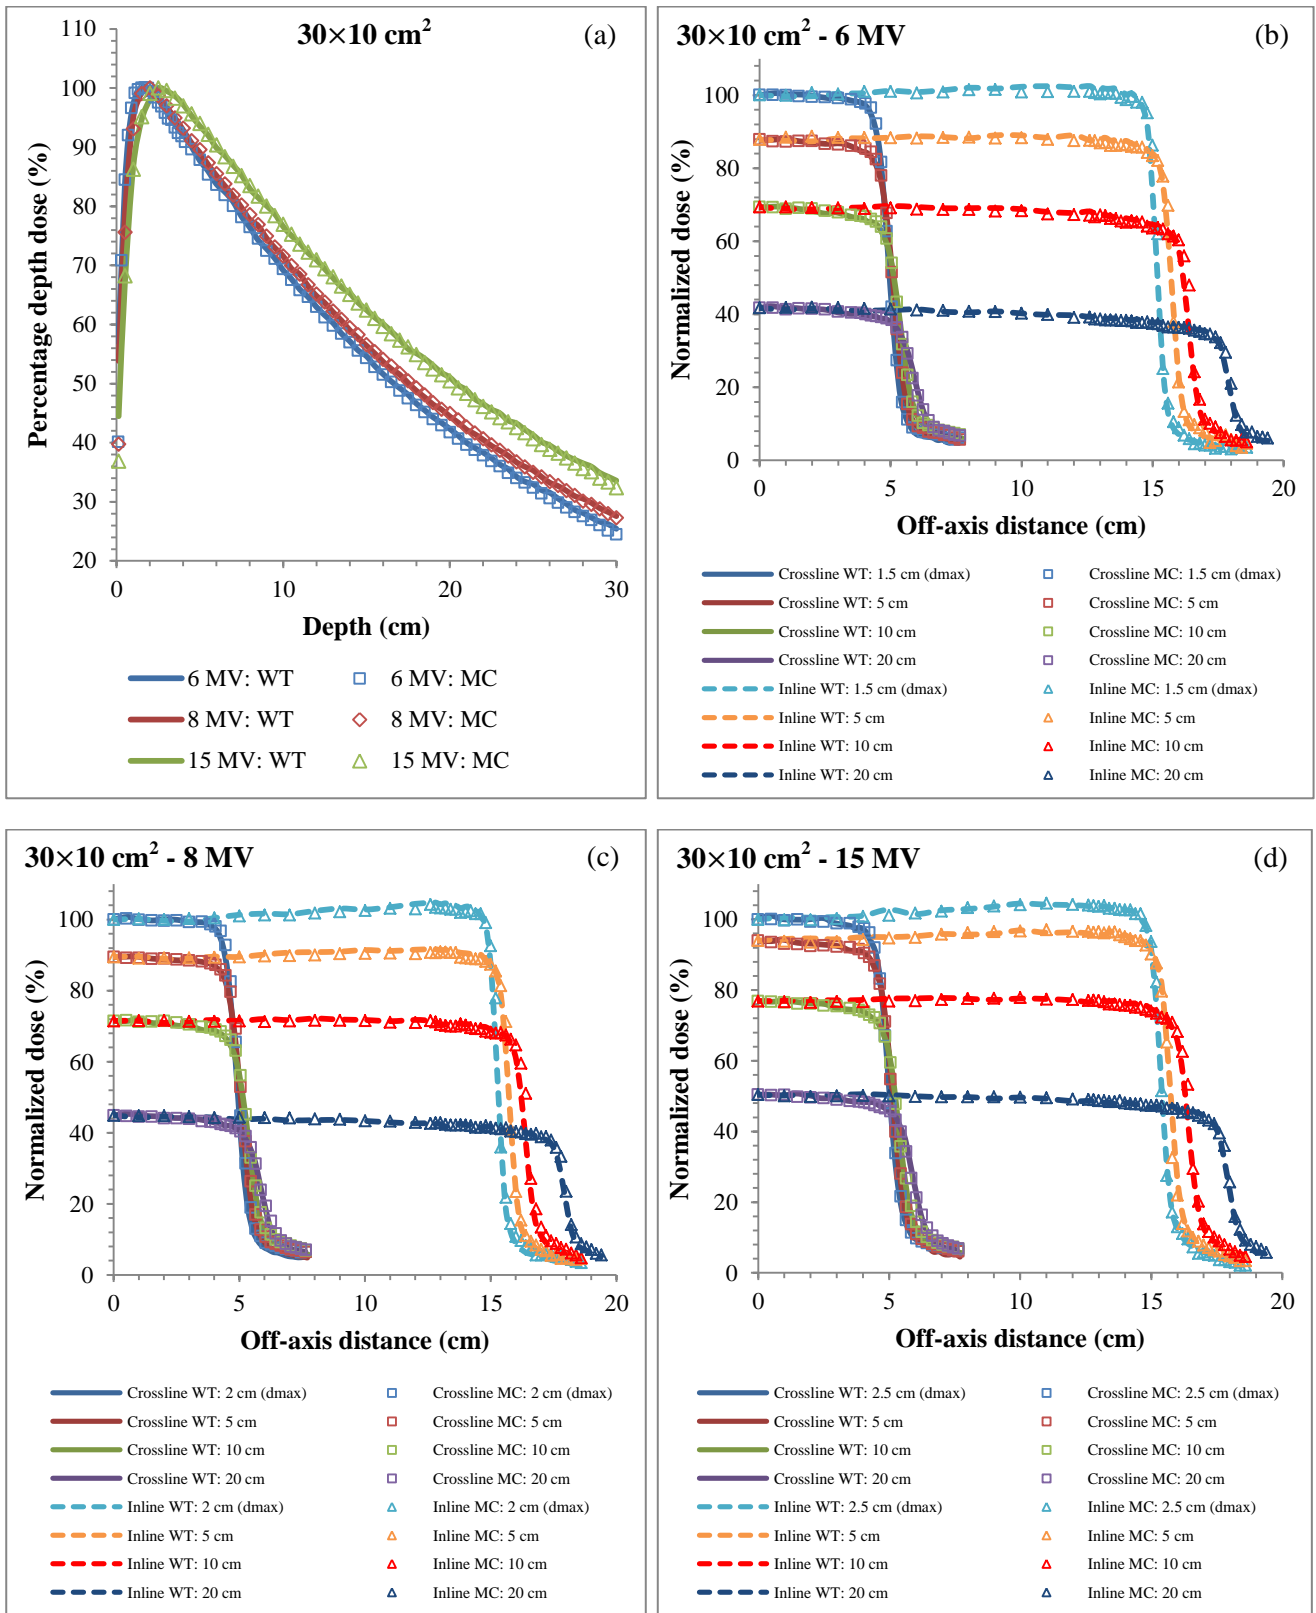 30×10 cm²
(a)
110
100
90
80
70
60
50
40
30
20
0
10
20
30
Percentage depth dose (%)
Depth (cm)
6 MV: WT
6 MV: MC
8 MV: WT
8 MV: MC
15 MV: WT
15 MV: MC
30×10 cm² - 6 MV
(b)
100
80
60
40
20
0
0
5
10
15
20
Normalized dose (%)
Off-axis distance (cm)
Crossline WT: 1.5 cm (dmax)
Crossline MC: 1.5 cm (dmax)
Crossline WT: 5 cm
Crossline MC: 5 cm
Crossline WT: 10 cm
Crossline MC: 10 cm
Crossline WT: 20 cm
Crossline MC: 20 cm
Inline WT: 1.5 cm (dmax)
Inline MC: 1.5 cm (dmax)
Inline WT: 5 cm
Inline MC: 5 cm
Inline WT: 10 cm
Inline MC: 10 cm
Inline WT: 20 cm
Inline MC: 20 cm
30×10 cm² - 8 MV
(c)
100
80
60
40
20
0
0
5
10
15
20
Normalized dose (%)
Off-axis distance (cm)
Crossline WT: 2 cm (dmax)
Crossline MC: 2 cm (dmax)
Crossline WT: 5 cm
Crossline MC: 5 cm
Crossline WT: 10 cm
Crossline MC: 10 cm
Crossline WT: 20 cm
Crossline MC: 20 cm
Inline WT: 2 cm (dmax)
Inline MC: 2 cm (dmax)
Inline WT: 5 cm
Inline MC: 5 cm
Inline WT: 10 cm
Inline MC: 10 cm
Inline WT: 20 cm
Inline MC: 20 cm
30×10 cm² - 15 MV
(d)
100
80
60
40
20
0
0
5
10
15
20
Normalized dose (%)
Off-axis distance (cm)
Crossline WT: 2.5 cm (dmax)
Crossline MC: 2.5 cm (dmax)
Crossline WT: 5 cm
Crossline MC: 5 cm
Crossline WT: 10 cm
Crossline MC: 10 cm
Crossline WT: 20 cm
Crossline MC: 20 cm
Inline WT: 2.5 cm (dmax)
Inline MC: 2.5 cm (dmax)
Inline WT: 5 cm
Inline MC: 5 cm
Inline WT: 10 cm
Inline MC: 10 cm
Inline WT: 20 cm
Inline MC: 20 cm